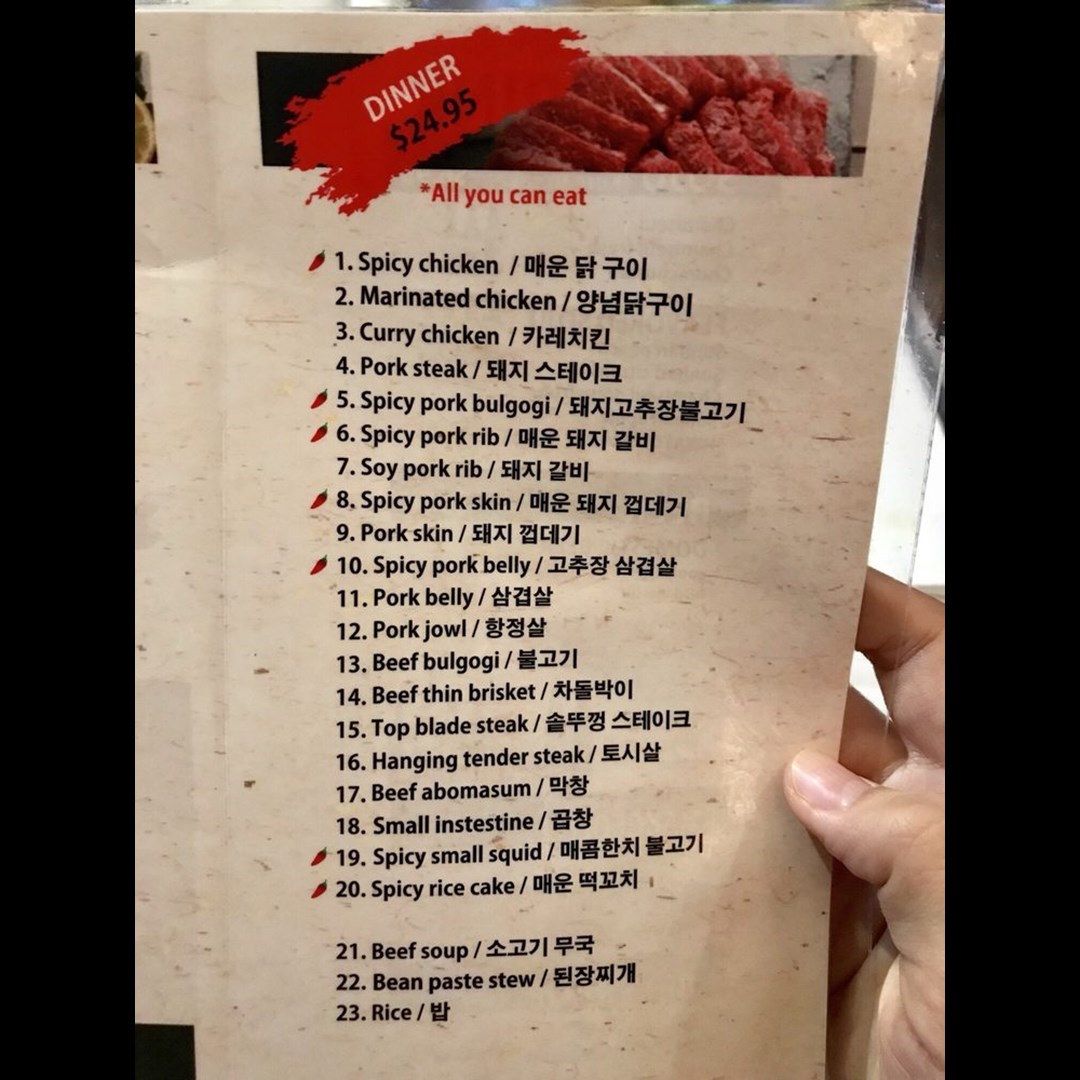 DINNER
$24.95
*All you can eat
1. Spicy chicken / 매운 닭 구이
2. Marinated chicken / 양념닭구이
3. Curry chicken / 카레치킨
4. Pork steak / 돼지 스테이크
5. Spicy pork bulgogi / 돼지고추장불고기
6. Spicy pork rib / 매운 돼지 갈비
7. Soy pork rib / 돼지 갈비
8. Spicy pork skin / 매운 돼지 껍데기
9. Pork skin / 돼지 껍데기
10. Spicy pork belly / 고추장 삼겹살
11. Pork belly / 삼겹살
12. Pork jowl / 항정살
13. Beef bulgogi / 불고기
14. Beef thin brisket / 차돌박이
15. Top blade steak / 솥뚜껑 스테이크
16. Hanging tender steak / 토시살
17. Beef abomasum / 막창
18. Small instestine / 곱창
19. Spicy small squid / 매콤한치 불고기
20. Spicy rice cake / 매운 떡꼬치
21. Beef soup / 소고기 무국
22. Bean paste stew / 된장찌개
23. Rice / 밥